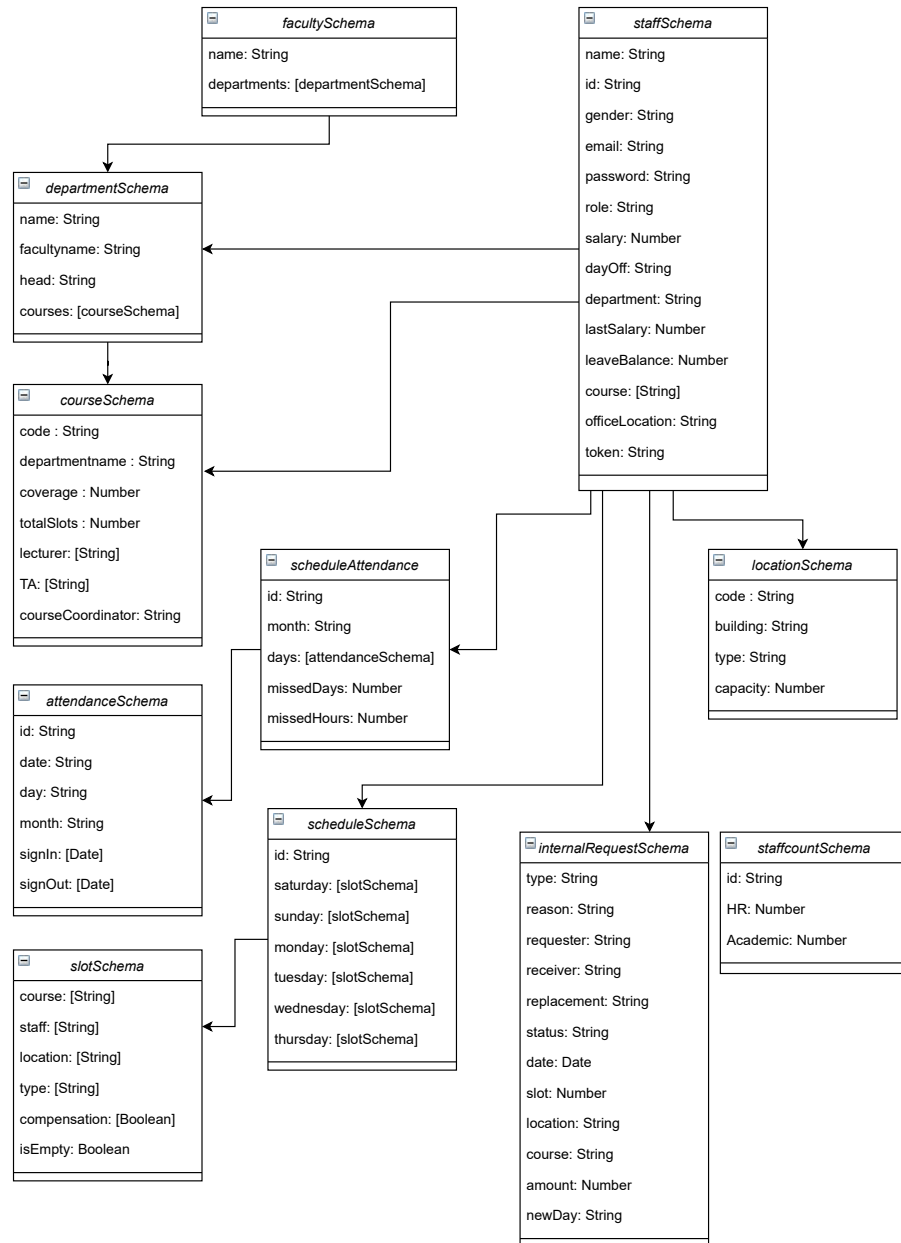 facultySchema
name: String
departments: [departmentSchema]
staffSchema
name: String
id: String
gender: String
email: String
password: String
role: String
salary: Number
dayOff: String
department: String
lastSalary: Number
leaveBalance: Number
course: [String]
officeLocation: String
token: String
departmentSchema
name: String
facultyname: String
head: String
courses: [courseSchema]
courseSchema
code : String
departmentname : String
coverage : Number
totalSlots : Number
lecturer: [String]
TA: [String]
courseCoordinator: String
scheduleAttendance
id: String
month: String
days: [attendanceSchema]
missedDays: Number
missedHours: Number
locationSchema
code : String
building: String
type: String
capacity: Number
attendanceSchema
id: String
date: String
day: String
month: String
signIn: [Date]
signOut: [Date]
scheduleSchema
id: String
saturday: [slotSchema]
sunday: [slotSchema]
monday: [slotSchema]
tuesday: [slotSchema]
wednesday: [slotSchema]
thursday: [slotSchema]
internalRequestSchema
type: String
reason: String
requester: String
receiver: String
replacement: String
status: String
date: Date
slot: Number
location: String
course: String
amount: Number
newDay: String
staffcountSchema
id: String
HR: Number
Academic: Number
slotSchema
course: [String]
staff: [String]
location: [String]
type: [String]
compensation: [Boolean]
isEmpty: Boolean